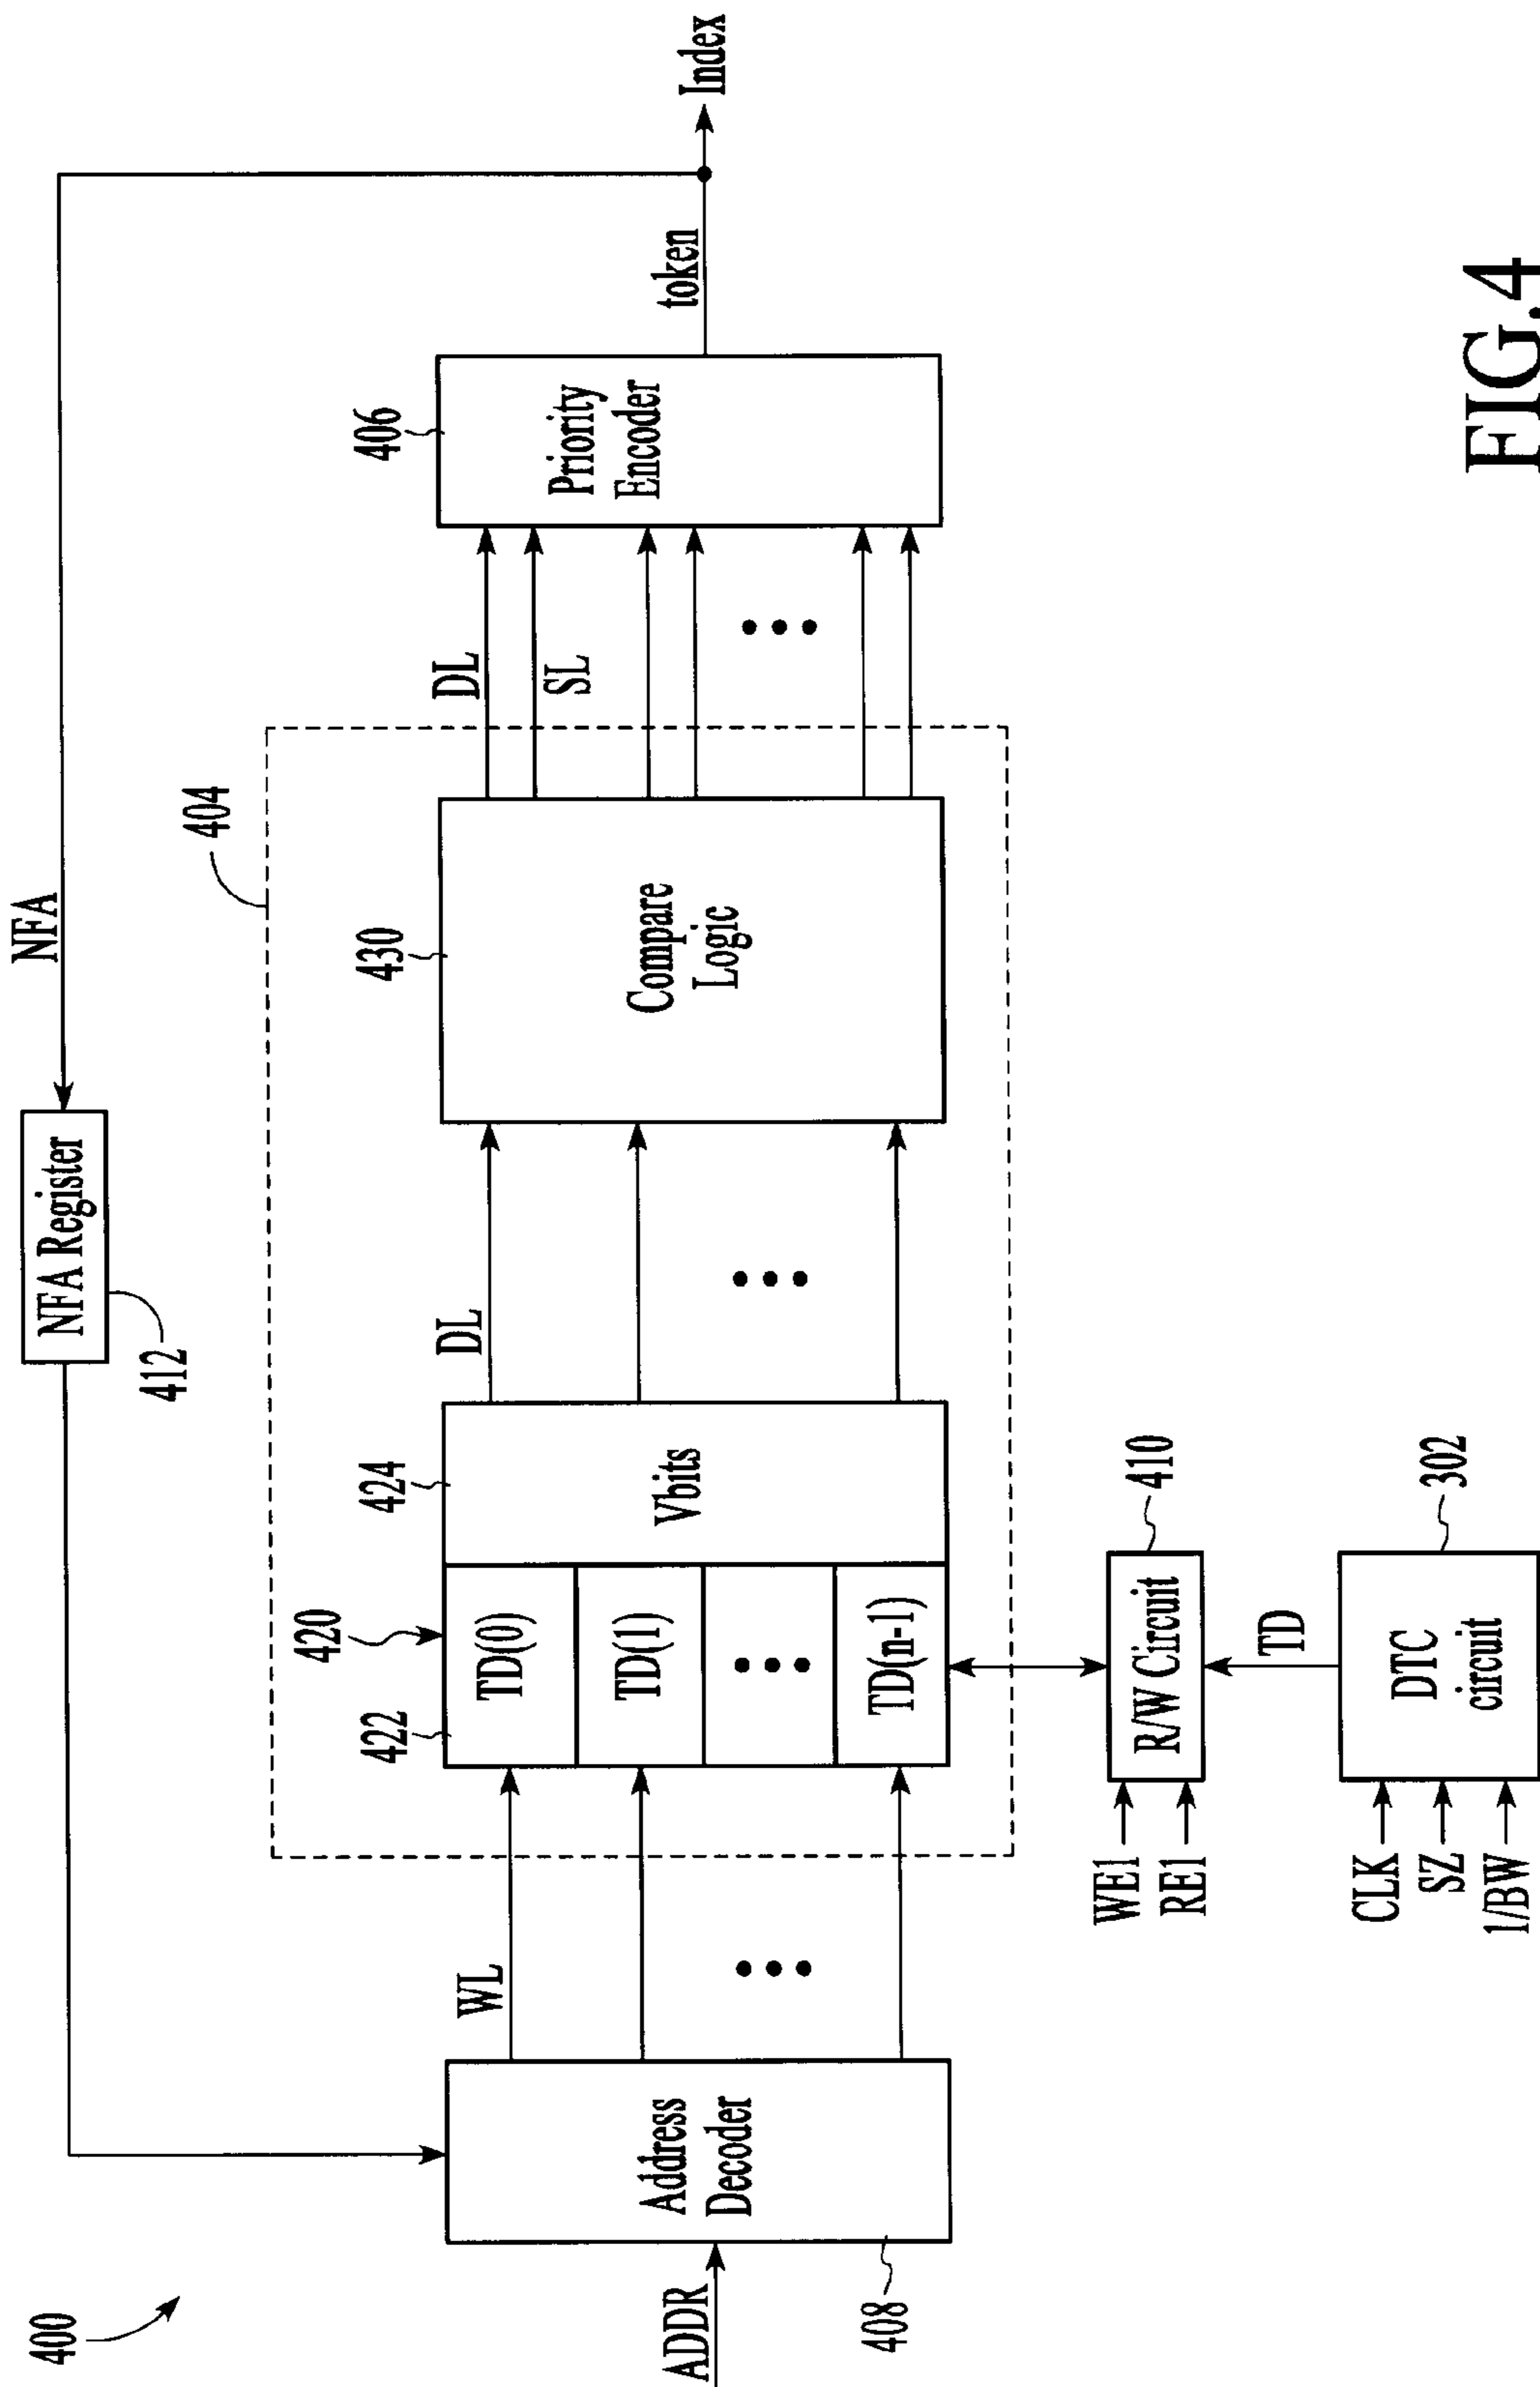 400
NFA Register
412
NFA
404
ADDR
Address
Decoder
408
WL
420
422
TD(0)
TD(1)
TD(n-1)
424
Vbits
DL
430
Compare
Logic
DL
SL
406
Priority
Encoder
token
Index
WE1
RE1
R/W Circuit
410
TD
CLK
SZ
1/BW
DTC
circuit
302
FIG.4